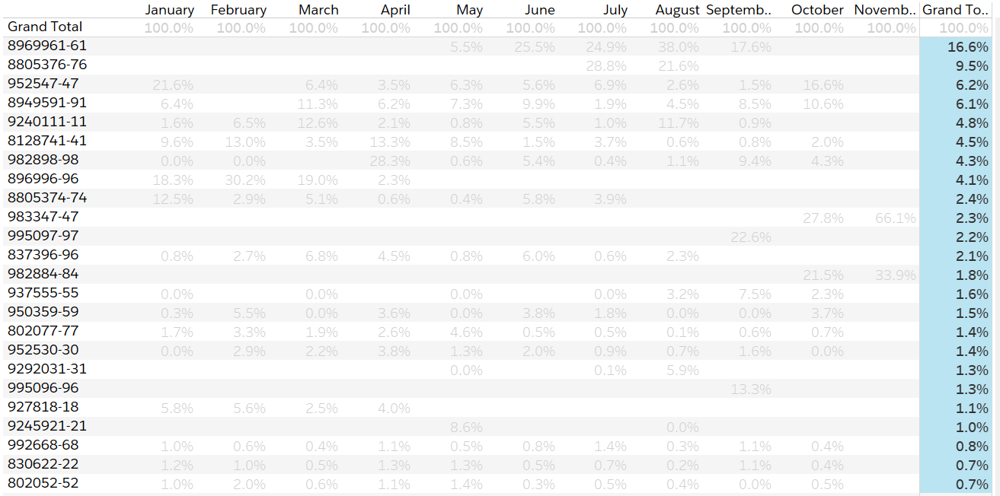 January February March April May June July August Septemb.. October Novemb.. Grand To..
Grand Total 100.0% 100.0% 100.0% 100.0% 100.0% 100.0% 100.0% 100.0% 100.0% 100.0% 100.0% 100.0%
8969961-61 5.5% 25.5% 24.9% 38.0% 17.6% 16.6%
8805376-76 28.8% 21.6% 9.5%
952547-47 21.6% 6.4% 3.5% 6.3% 5.6% 6.9% 2.6% 1.5% 16.6% 6.2%
8949591-91 6.4% 11.3% 6.2% 7.3% 9.9% 1.9% 4.5% 8.5% 10.6% 6.1%
9240111-11 1.6% 6.5% 12.6% 2.1% 0.8% 5.5% 1.0% 11.7% 0.9% 4.8%
8128741-41 9.6% 13.0% 3.5% 13.3% 8.5% 1.5% 3.7% 0.6% 0.8% 2.0% 4.5%
982898-98 0.0% 0.0% 28.3% 0.6% 5.4% 0.4% 1.1% 9.4% 4.3% 4.3%
896996-96 18.3% 30.2% 19.0% 2.3% 4.1%
8805374-74 12.5% 2.9% 5.1% 0.6% 0.4% 5.8% 3.9% 2.4%
983347-47 27.8% 66.1% 2.3%
995097-97 22.6% 2.2%
837396-96 0.8% 2.7% 6.8% 4.5% 0.8% 6.0% 0.6% 2.3% 2.1%
982884-84 21.5% 33.9% 1.8%
937555-55 0.0% 0.0% 0.0% 0.0% 3.2% 7.5% 2.3% 1.6%
950359-59 0.3% 5.5% 0.0% 3.6% 0.0% 3.8% 1.8% 0.0% 0.0% 3.7% 1.5%
802077-77 1.7% 3.3% 1.9% 2.6% 4.6% 0.5% 0.5% 0.1% 0.6% 0.7% 1.4%
952530-30 0.0% 2.9% 2.2% 3.8% 1.3% 2.0% 0.9% 0.7% 1.6% 0.0% 1.4%
9292031-31 0.0% 0.1% 5.9% 1.3%
995096-96 13.3% 1.3%
927818-18 5.8% 5.6% 2.5% 4.0% 1.1%
9245921-21 8.6% 0.0% 1.0%
992668-68 1.0% 0.6% 0.4% 1.1% 0.5% 0.8% 1.4% 0.3% 1.1% 0.4% 0.8%
830622-22 1.2% 1.0% 0.5% 1.3% 1.3% 0.5% 0.7% 0.2% 1.1% 0.4% 0.7%
802052-52 1.0% 2.0% 0.6% 1.1% 1.4% 0.3% 0.5% 0.4% 0.0% 0.5% 0.7%